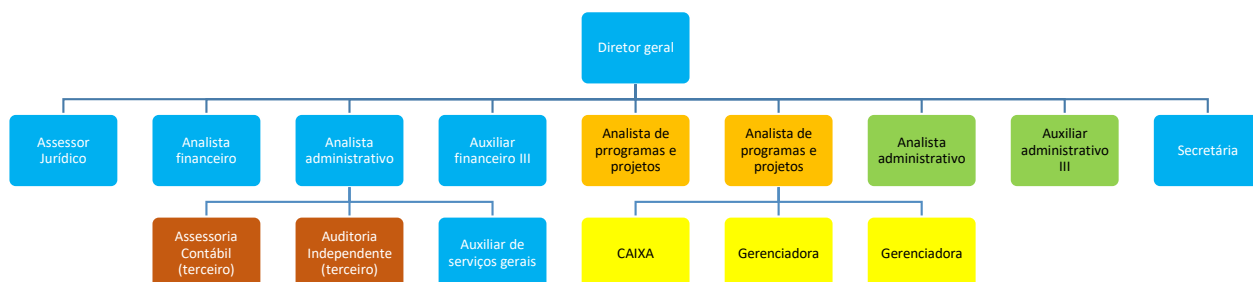 Diretor geral
Assessor
Jurídico
Analista
financeiro
Analista
administrativo
Auxiliar
financeiro III
Analista de
prrogramas e
projetos
Analista de
programas e
projetos
Analista
administrativo
Auxiliar
administrativo
III
Secretária
Assessoria
Contábil
(terceiro)
Auditoria
Independente
(terceiro)
Auxiliar de
serviços gerais
CAIXA
Gerenciadora
Gerenciadora